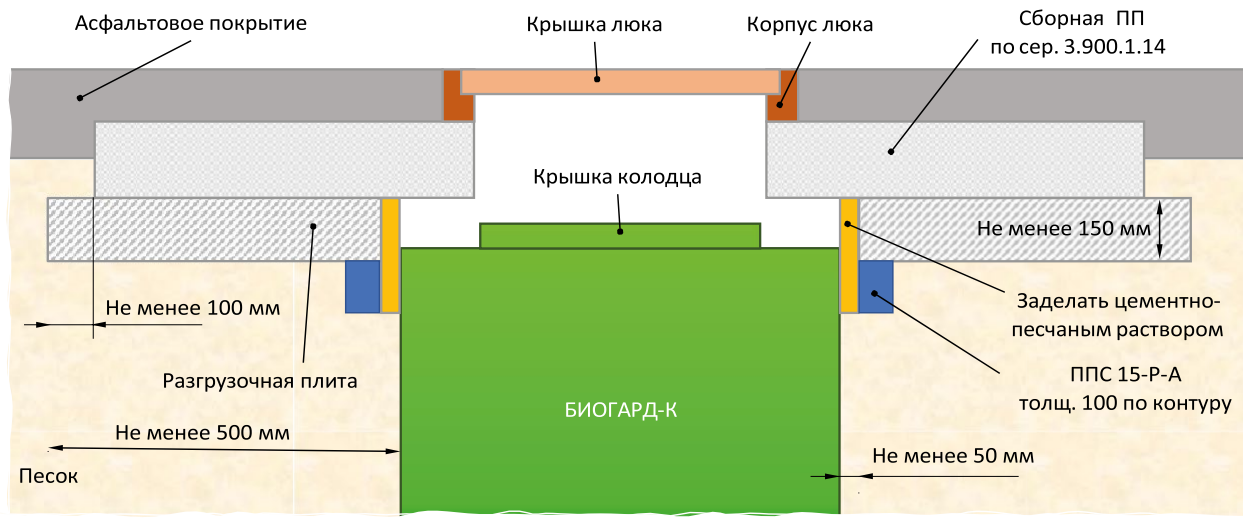 Асфальтовое покрытие
Крышка люка
Корпус люка
Сборная ПП
по сер. 3.900.1.14
Крышка колодца
Не менее 150 мм
Не менее 100 мм
Заделать цементно-
песчаным раствором
Разгрузочная плита
ППС 15-Р-А
толщ. 100 по контуру
БИОГАРД-К
Не менее 500 мм
Не менее 50 мм
Песок